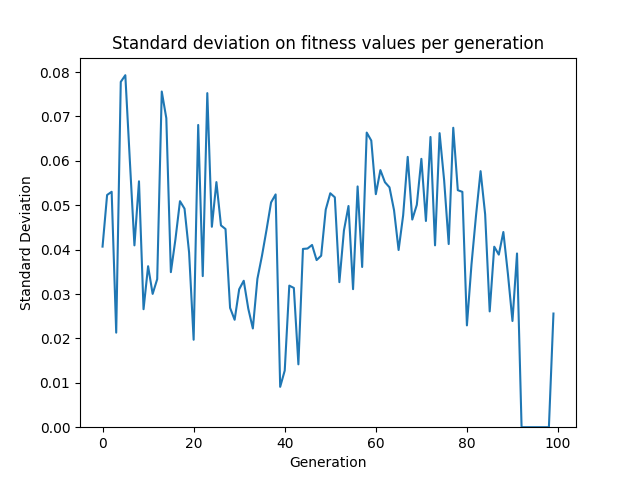 Standard deviation on fitness values per generation
0.08
0.07
0.06
0.05
0.04
0.03
0.02
0.01
0.00
Standard Deviation
0 20 40 60 80 100
Generation